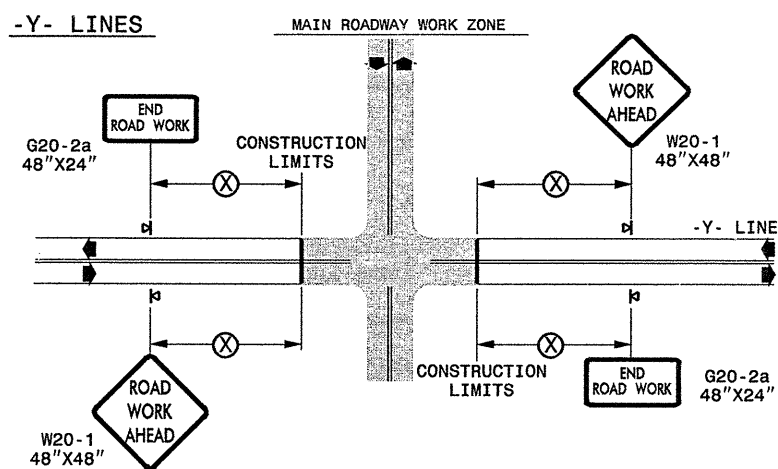 -Y- LINES
MAIN ROADWAY WORK ZONE
END
ROAD WORK
G20-2a
48"X24"
CONSTRUCTION
LIMITS
X
X
ROAD
WORK
AHEAD
W20-1
48"X48"
-Y- LINE
X
X
ROAD
WORK
AHEAD
W20-1
48"X48"
CONSTRUCTION
LIMITS
END
ROAD WORK
G20-2a
48"X24"